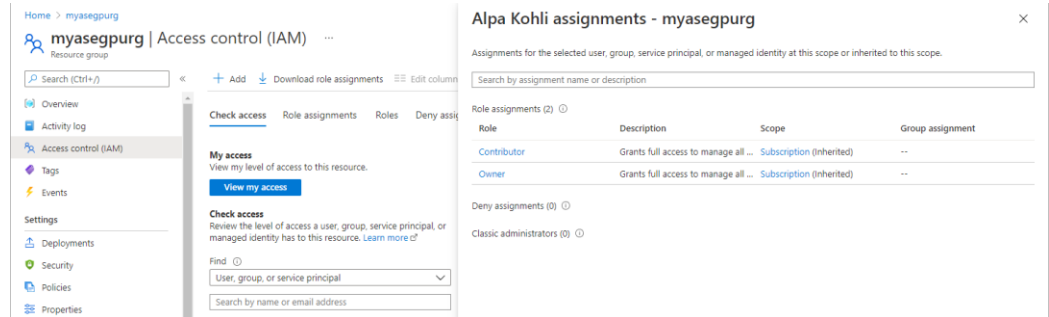 Home > myasegpurg
myasegpurg | Access control (IAM) ...
Resource group
Search (Ctrl+/)
«
Overview
Activity log
Access control (IAM)
Tags
Events
Settings
Deployments
Security
Policies
Properties
+ Add
Download role assignments
Edit column
Check access
Role assignments
Roles
Deny assig
My access
View my level of access to this resource.
View my access
Check access
Review the level of access a user, group, service principal, or
managed identity has to this resource. Learn more
Find
User, group, or service principal
Search by name or email address
Alpa Kohli assignments - myasegpurg
Assignments for the selected user, group, service principal, or managed identity at this scope or inherited to this scope.
Search by assignment name or description
Role assignments (2)
Role Description Scope Group assignment
Contributor Grants full access to manage all ... Subscription (Inherited) --
Owner Grants full access to manage all ... Subscription (Inherited) --
Deny assignments (0)
Classic administrators (0)